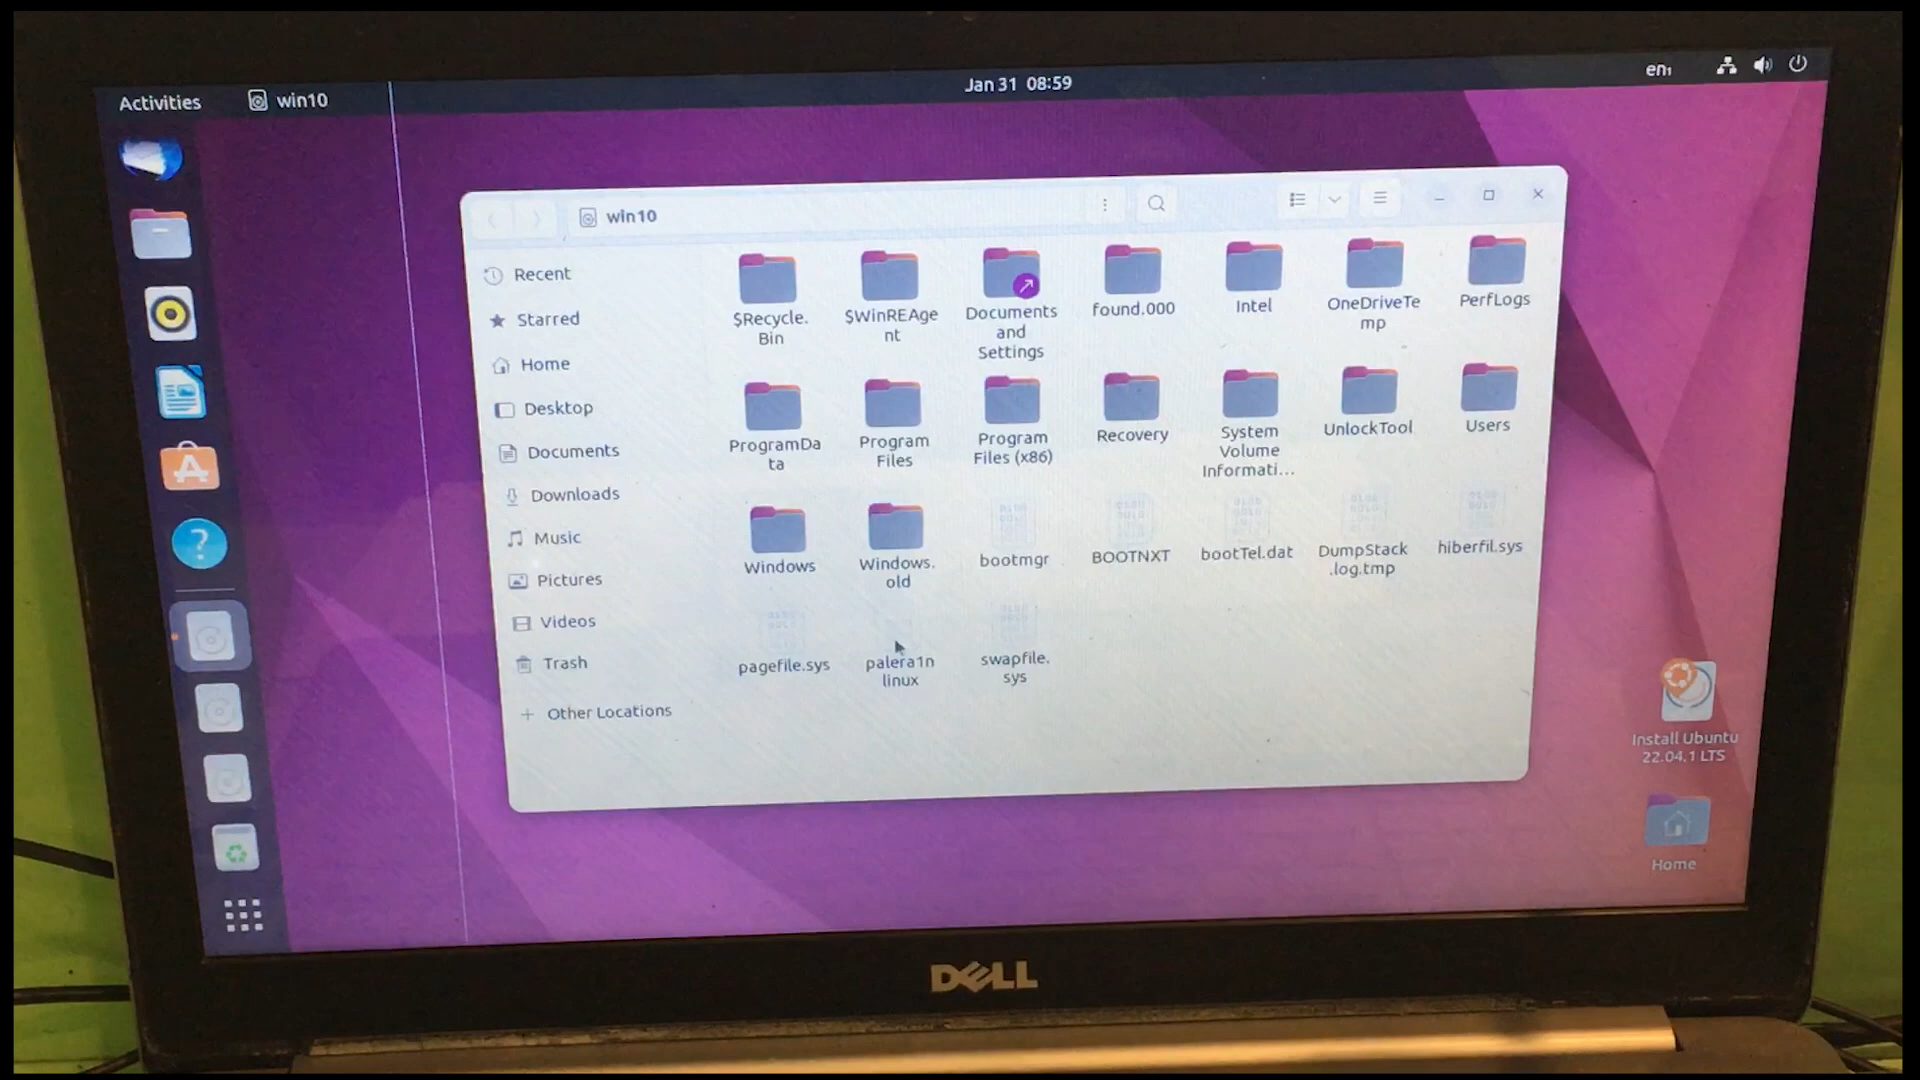 Activities
win10
Jan 31 08:59
en₁
win10
Recent
Starred
Home
Desktop
Documents
Downloads
Music
Pictures
Videos
Trash
Other Locations
$Recycle.
Bin
$WinREAge
nt
Documents
and
Settings
found.000
Intel
OneDriveTe
mp
PerfLogs
ProgramDa
ta
Program
Files
Program
Files (x86)
Recovery
System
Volume
Informati...
UnlockTool
Users
Windows
Windows.
old
bootmgr
BOOTNXT
bootTel.dat
DumpStack
.log.tmp
hiberfil.sys
pagefile.sys
palera1n
linux
swapfile.
sys
Install Ubuntu
22.04.1 LTS
Home
DELL